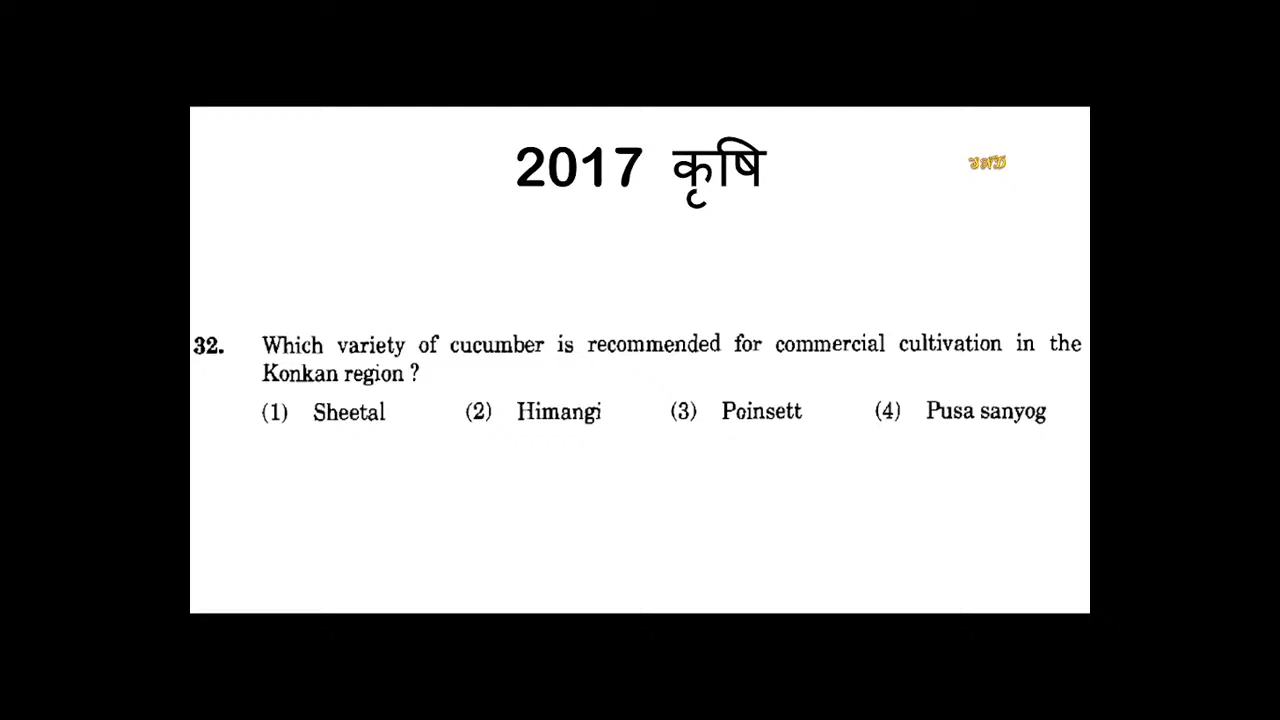 2017 कृषि
32. Which variety of cucumber is recommended for commercial cultivation in the
Konkan region ?
(1) Sheetal (2) Himangi (3) Poinsett (4) Pusa sanyog